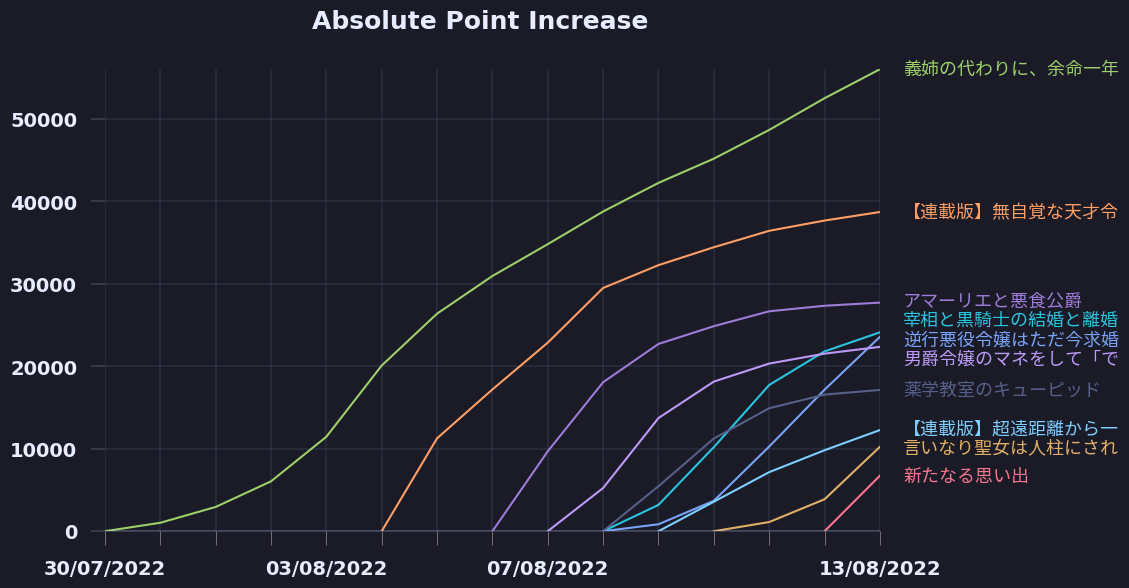 Absolute Point Increase
義姉の代わりに、余命一年
50000
40000
【連載版】無自覚な天才令
30000
アマーリエと悪食公爵
宰相と黒騎士の結婚と離婚
逆行悪役令嬢はただ今求婚
20000
男爵令嬢のマネをして「で
薬学教室のキューピッド
【連載版】超遠距離から一
10000
言いなり聖女は人柱にされ
新たなる思い出
0
30/07/2022
03/08/2022
07/08/2022
13/08/2022